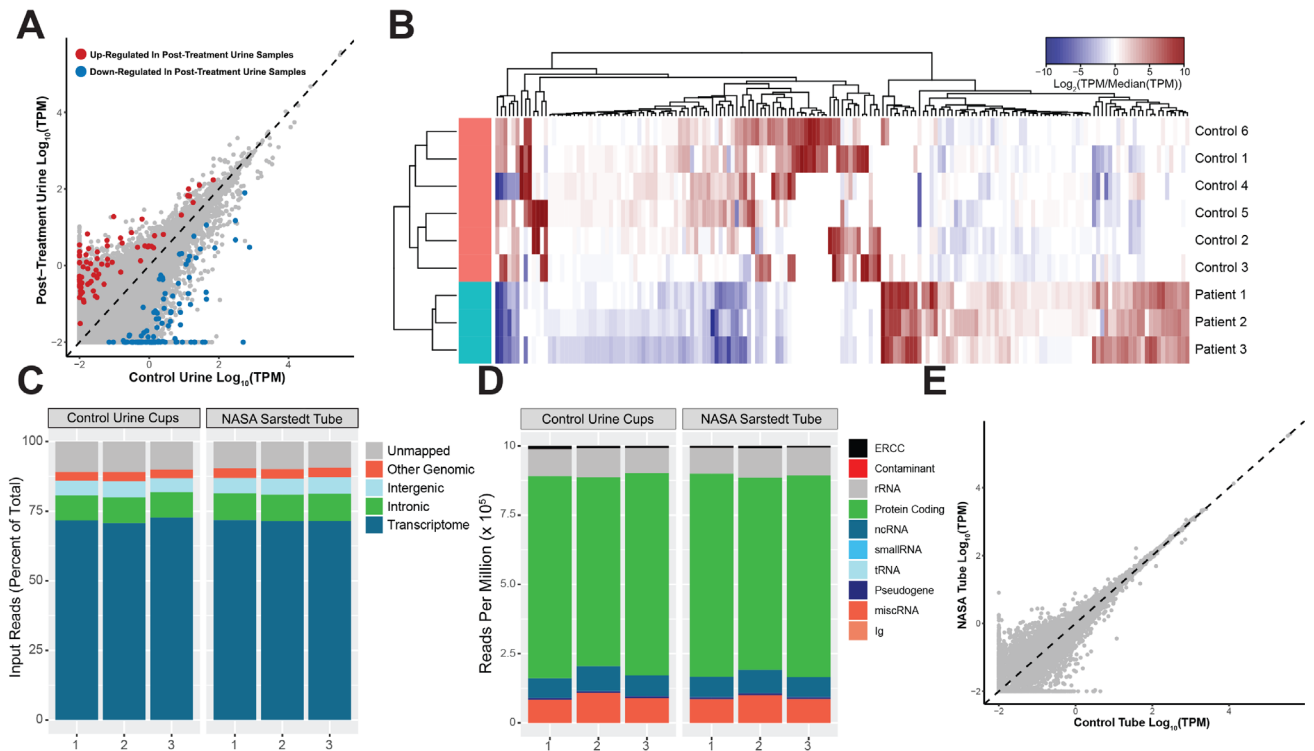 A
Up-Regulated In Post-Treatment Urine Samples
Down-Regulated In Post-Treatment Urine Samples
Post-Treatment Urine Log10(TPM)
4
2
0
−2
−2
0
2
4
Control Urine Log10(TPM)
B
−10 −5 0 5 10
Log2(TPM/Median(TPM))
Control 6
Control 1
Control 4
Control 5
Control 2
Control 3
Patient 1
Patient 2
Patient 3
C
Control Urine Cups
NASA Sarstedt Tube
Input Reads (Percent of Total)
100
75
50
25
0
1 2 3
1 2 3
Unmapped
Other Genomic
Intergenic
Intronic
Transcriptome
D
Control Urine Cups
NASA Sarstedt Tube
Reads Per Million (x 10⁵)
10
7.5
5.0
2.5
0
1 2 3
1 2 3
ERCC
Contaminant
rRNA
Protein Coding
ncRNA
smallRNA
tRNA
Pseudogene
miscRNA
Ig
E
NASA Tube Log10(TPM)
4
2
0
−2
−2
0
2
4
Control Tube Log10(TPM)